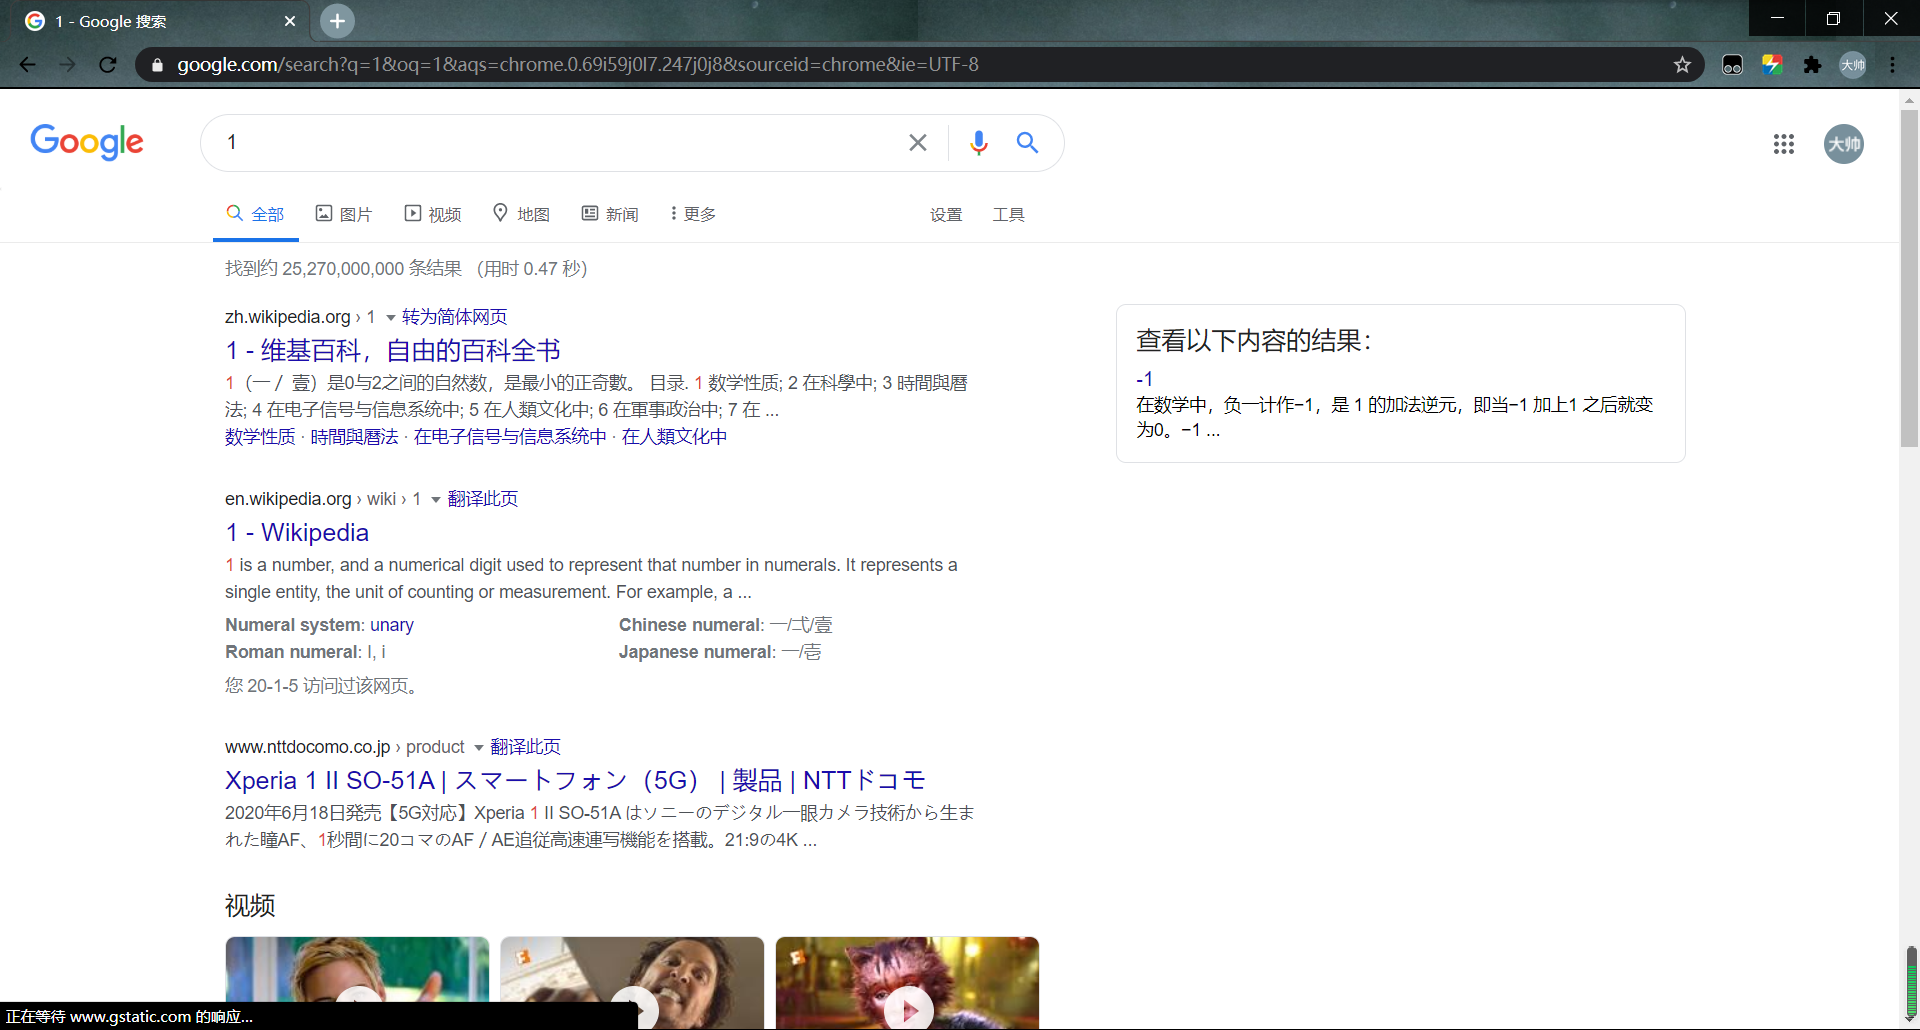 1 - Google 搜索
google.com/search?q=1&oq=1&aqs=chrome.0.69i59j0l7.247j0j8&sourceid=chrome&ie=UTF-8
大帅
Google
1
大帅
全部
图片
视频
地图
新闻
更多
设置
工具
找到约 25,270,000,000 条结果 （用时 0.47 秒）
zh.wikipedia.org › 1 转为简体网页
1 - 维基百科，自由的百科全书
1（一 / 壹）是0与2之间的自然数，是最小的正奇數。 目录. 1 数学性质; 2 在科學中; 3 時間與曆
法; 4 在电子信号与信息系统中; 5 在人類文化中; 6 在軍事政治中; 7 在 ...
数学性质 · 時間與曆法 · 在电子信号与信息系统中 · 在人類文化中
en.wikipedia.org › wiki › 1 翻译此页
1 - Wikipedia
1 is a number, and a numerical digit used to represent that number in numerals. It represents a
single entity, the unit of counting or measurement. For example, a ...
Numeral system: unary
Chinese numeral: 一/弌/壹
Roman numeral: I, i
Japanese numeral: 一/壱
您 20-1-5 访问过该网页。
www.nttdocomo.co.jp › product 翻译此页
Xperia 1 II SO-51A | スマートフォン（5G） | 製品 | NTTドコモ
2020年6月18日発売【5G対応】Xperia 1 II SO-51A はソニーのデジタル一眼カメラ技術から生ま
れた瞳AF、1秒間に20コマのAF / AE追従高速連写機能を搭載。21:9の4K ...
视频
查看以下内容的结果：
-1
在数学中，负一计作−1，是 1 的加法逆元，即当−1 加上1 之后就变
为0。−1 ...
正在等待 www.gstatic.com 的响应...